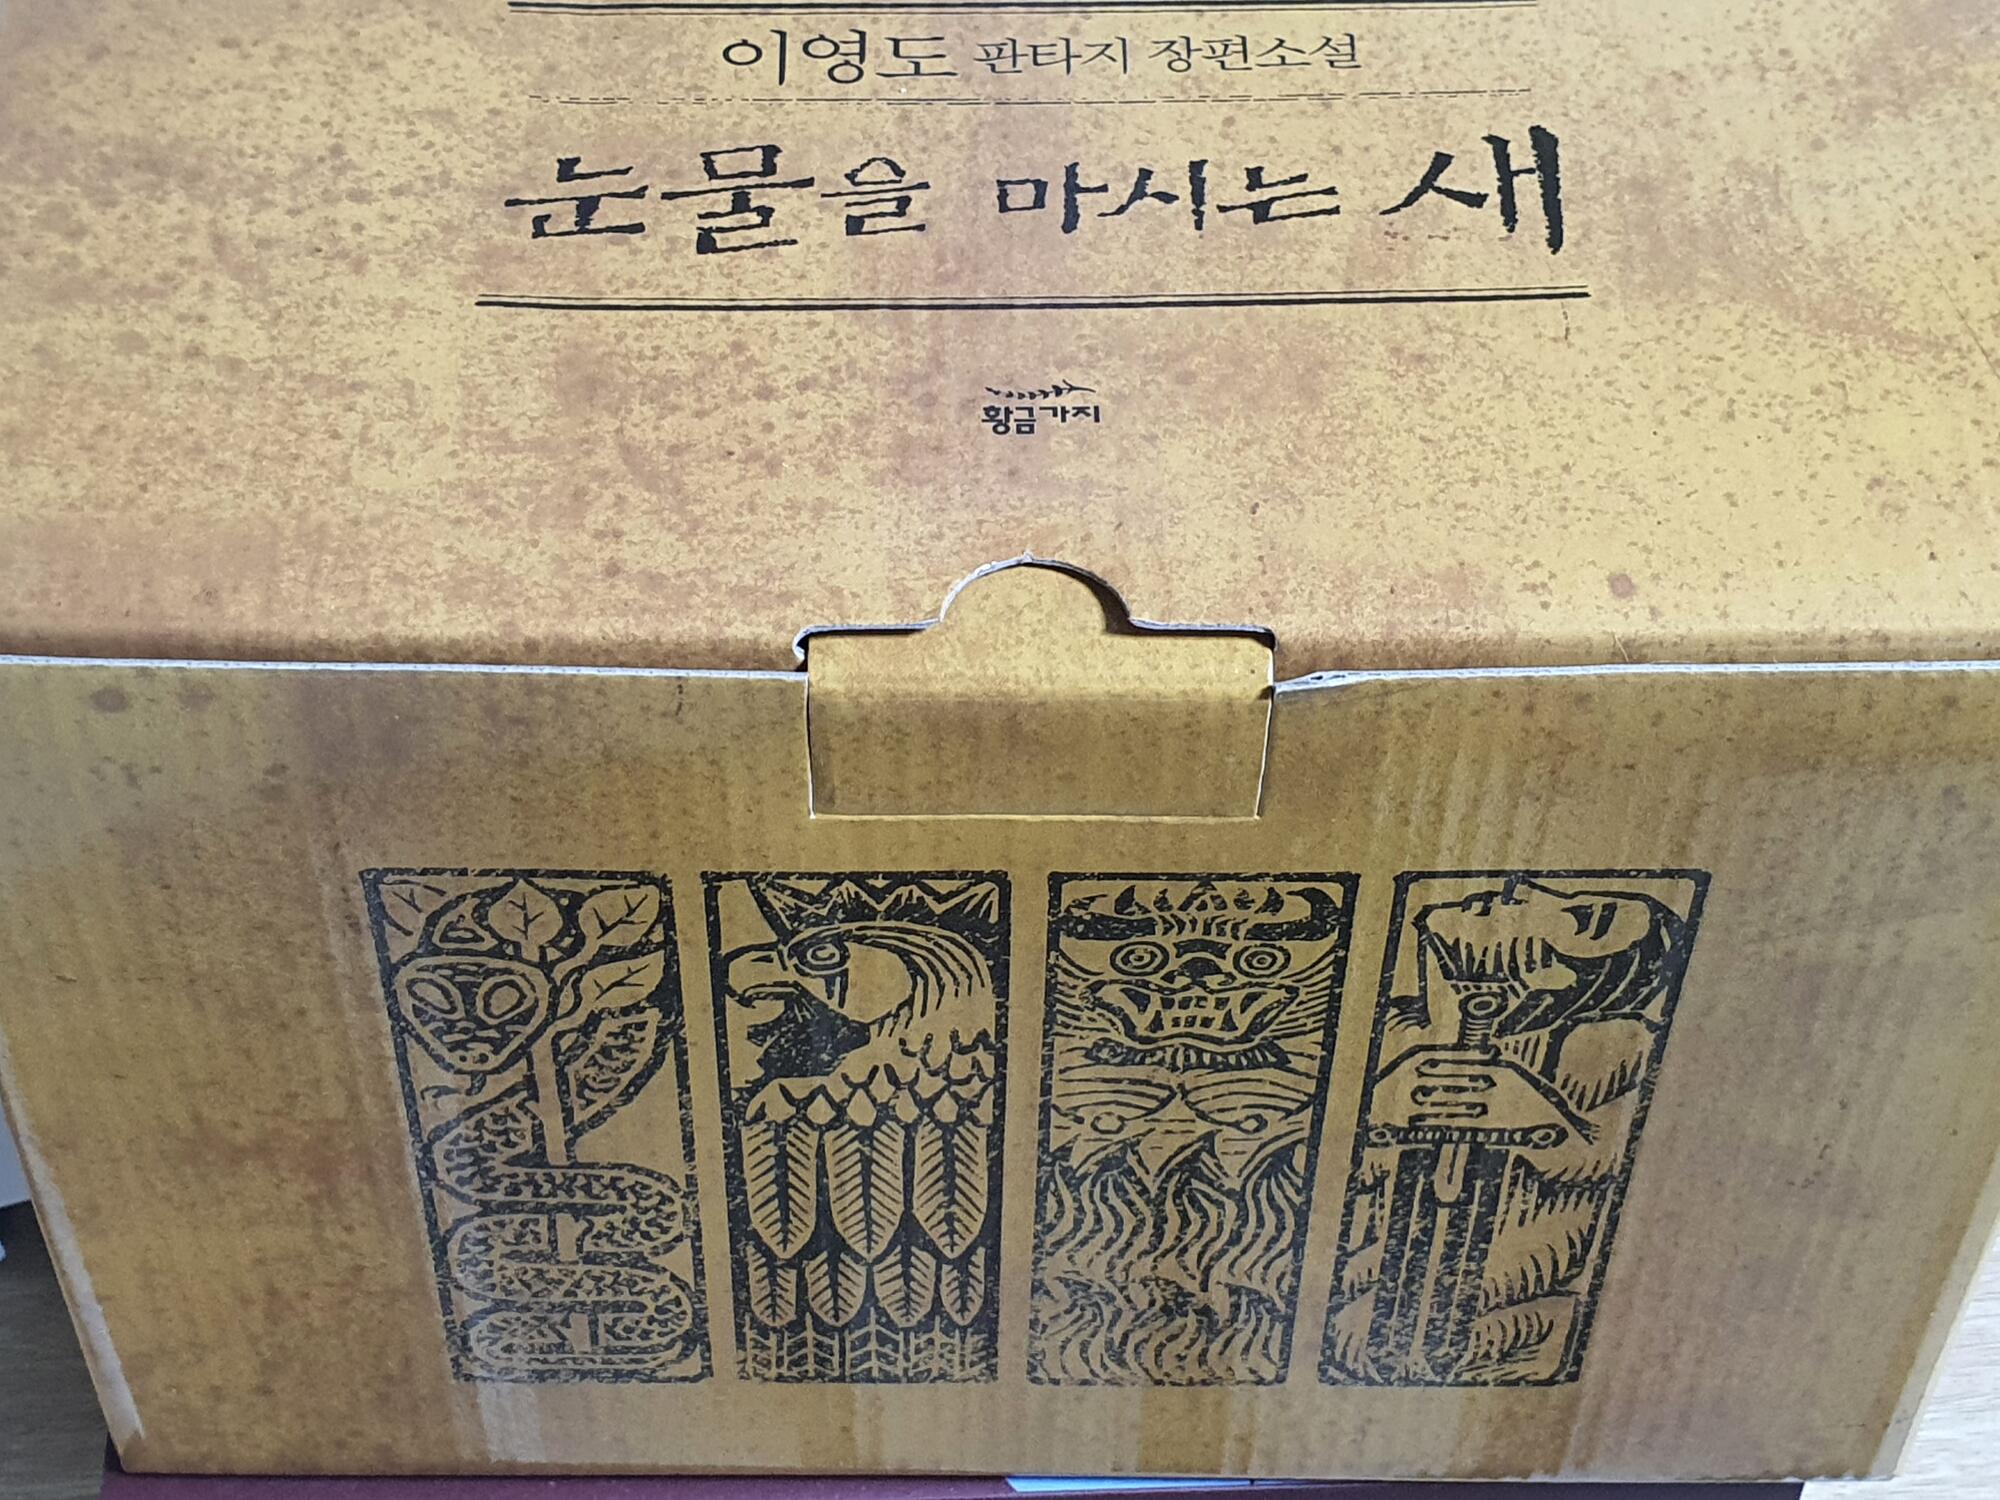 이영도 판타지 장편소설
눈물을 마시는 새
황금가지